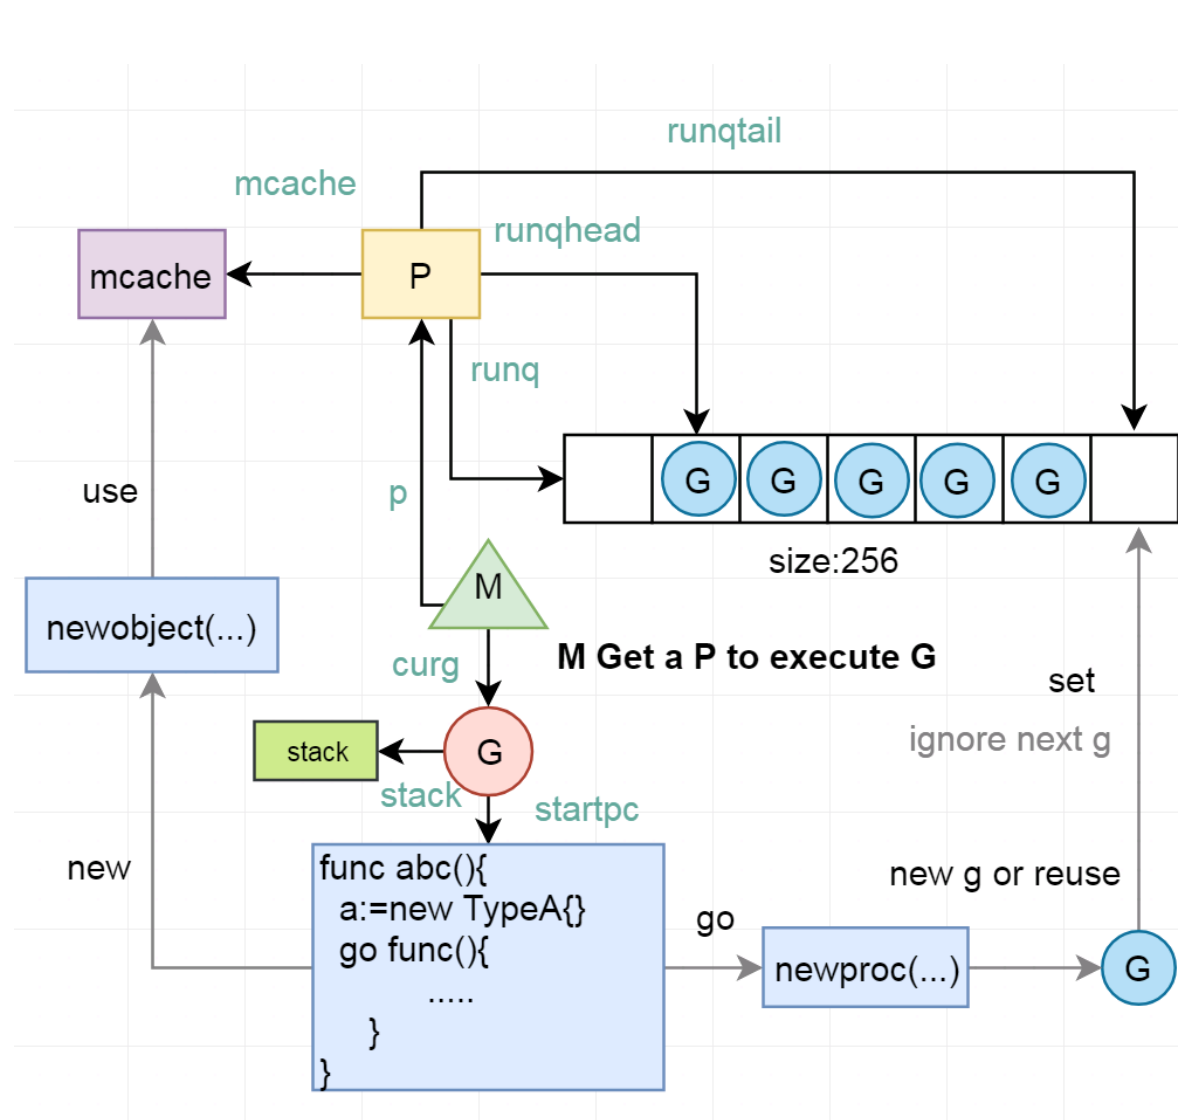 runqtail
mcache
runqhead
mcache
P
runq
use
p
G
G
G
G
G
size:256
M
newobject(...)
M Get a P to execute G
curg
set
ignore next g
stack
G
stack
startpc
new
func abc(){
a:=new TypeA{}
go func(){
.....
}
}
new g or reuse
go
newproc(...)
G